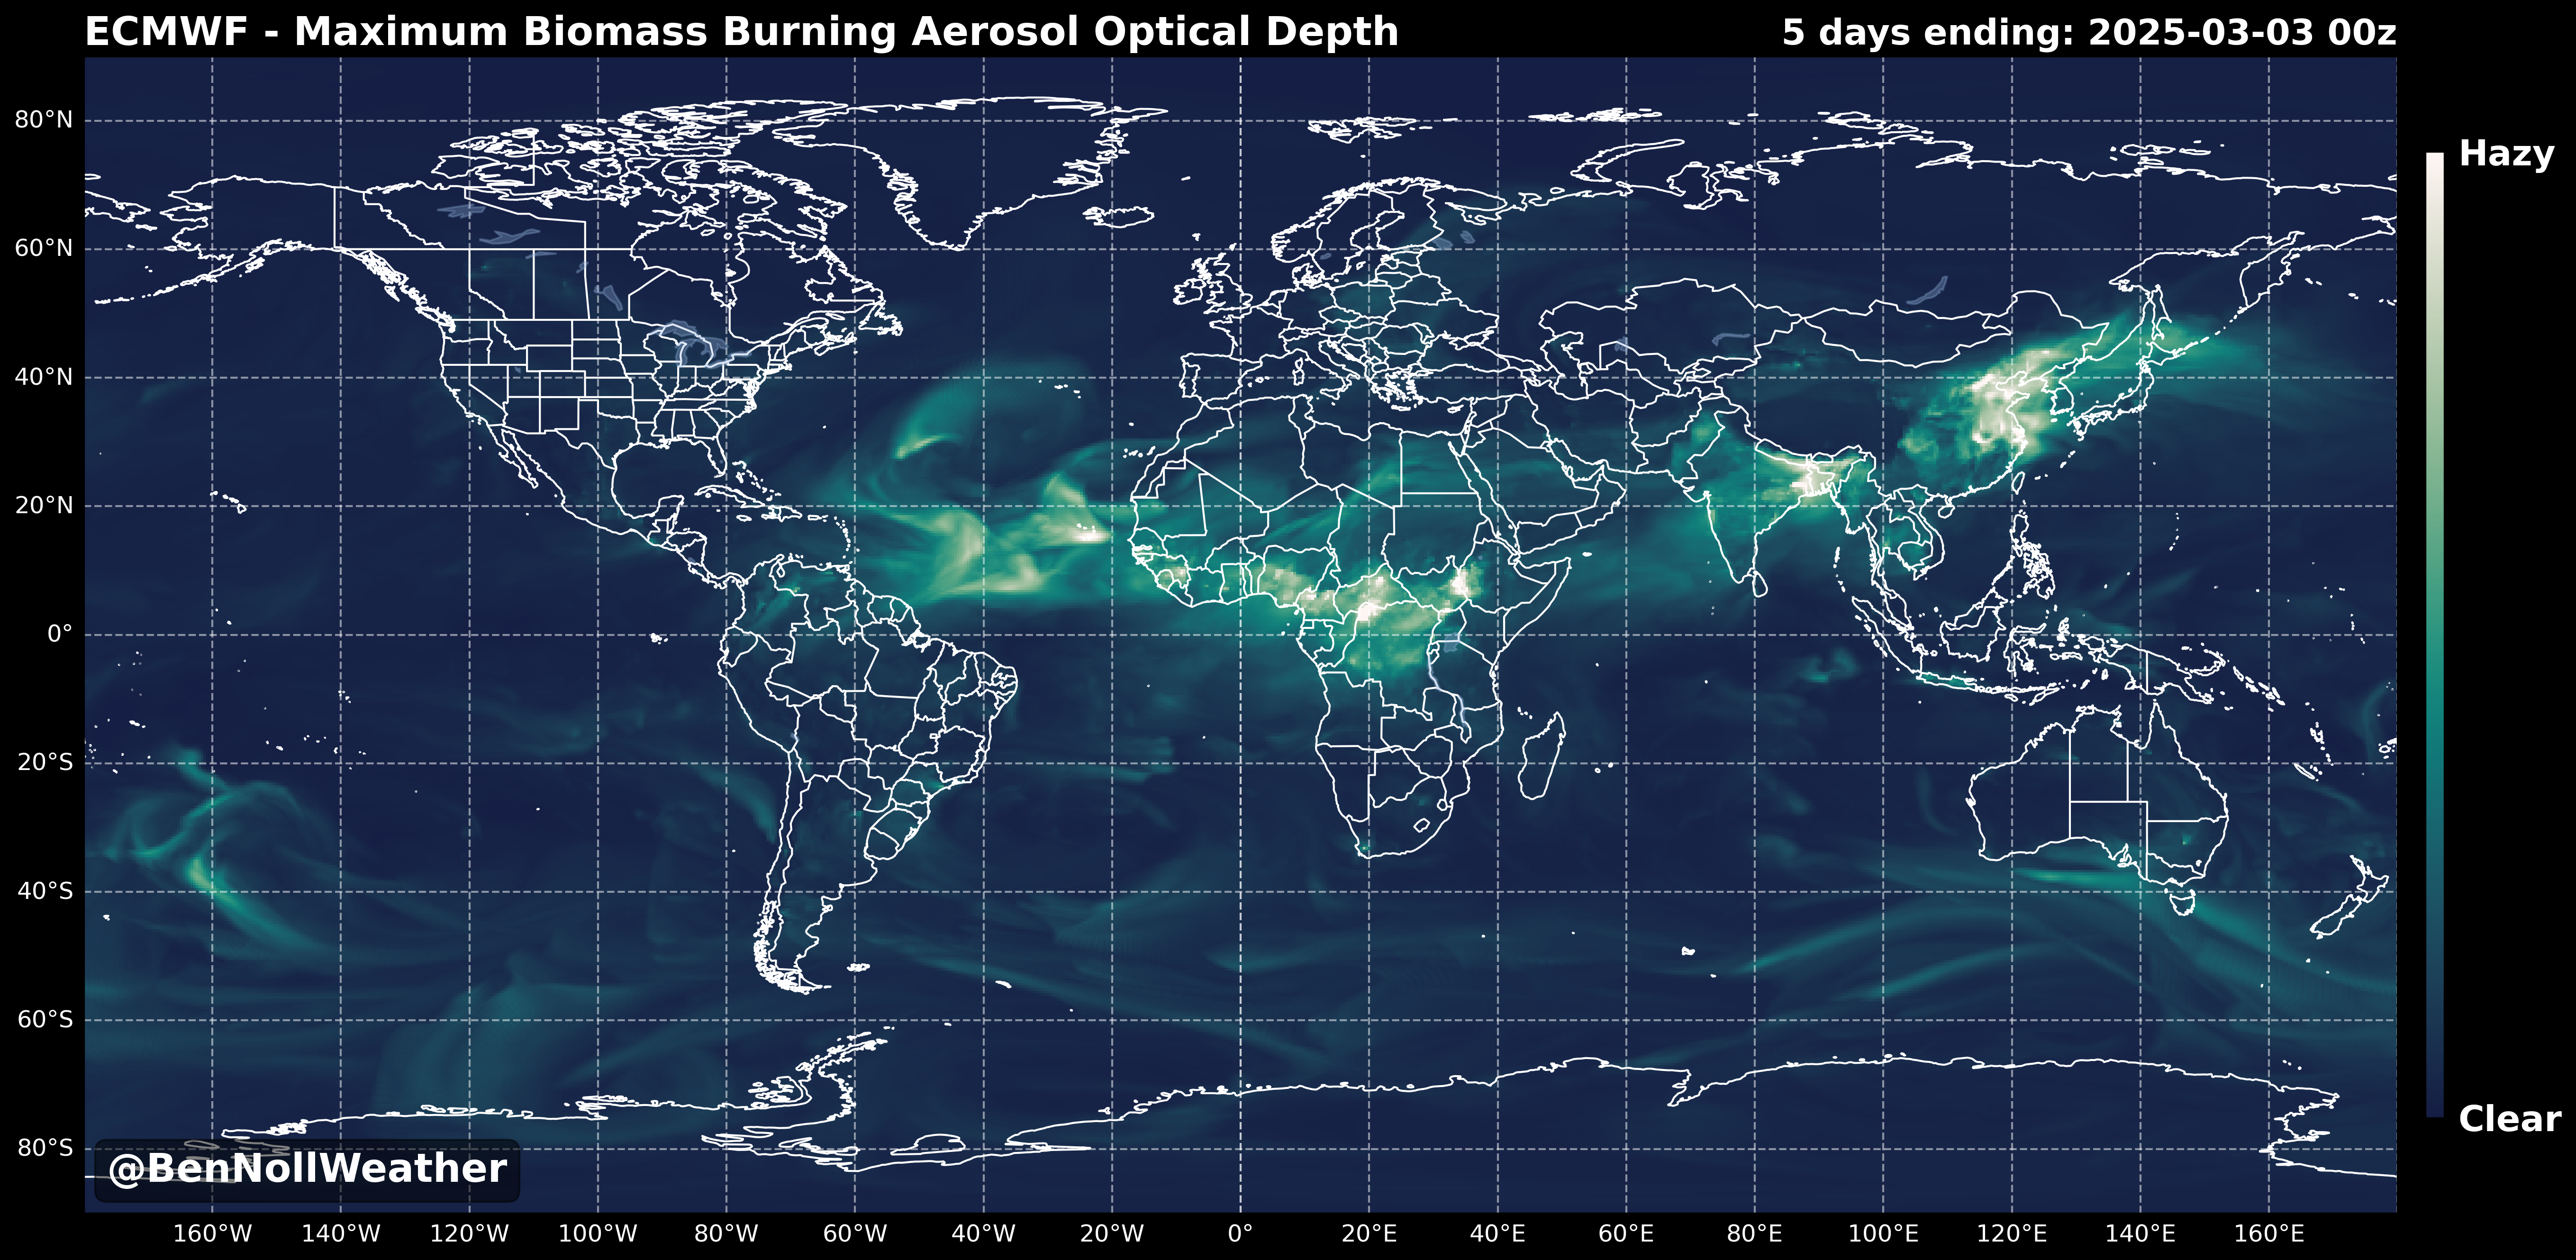 ECMWF - Maximum Biomass Burning Aerosol Optical Depth
5 days ending: 2025-03-03 00z
80°N
60°N
40°N
20°N
0°
20°S
40°S
60°S
80°S
Hazy
Clear
@BenNollWeather
160°W 140°W 120°W 100°W 80°W 60°W 40°W 20°W 0° 20°E 40°E 60°E 80°E 100°E 120°E 140°E 160°E